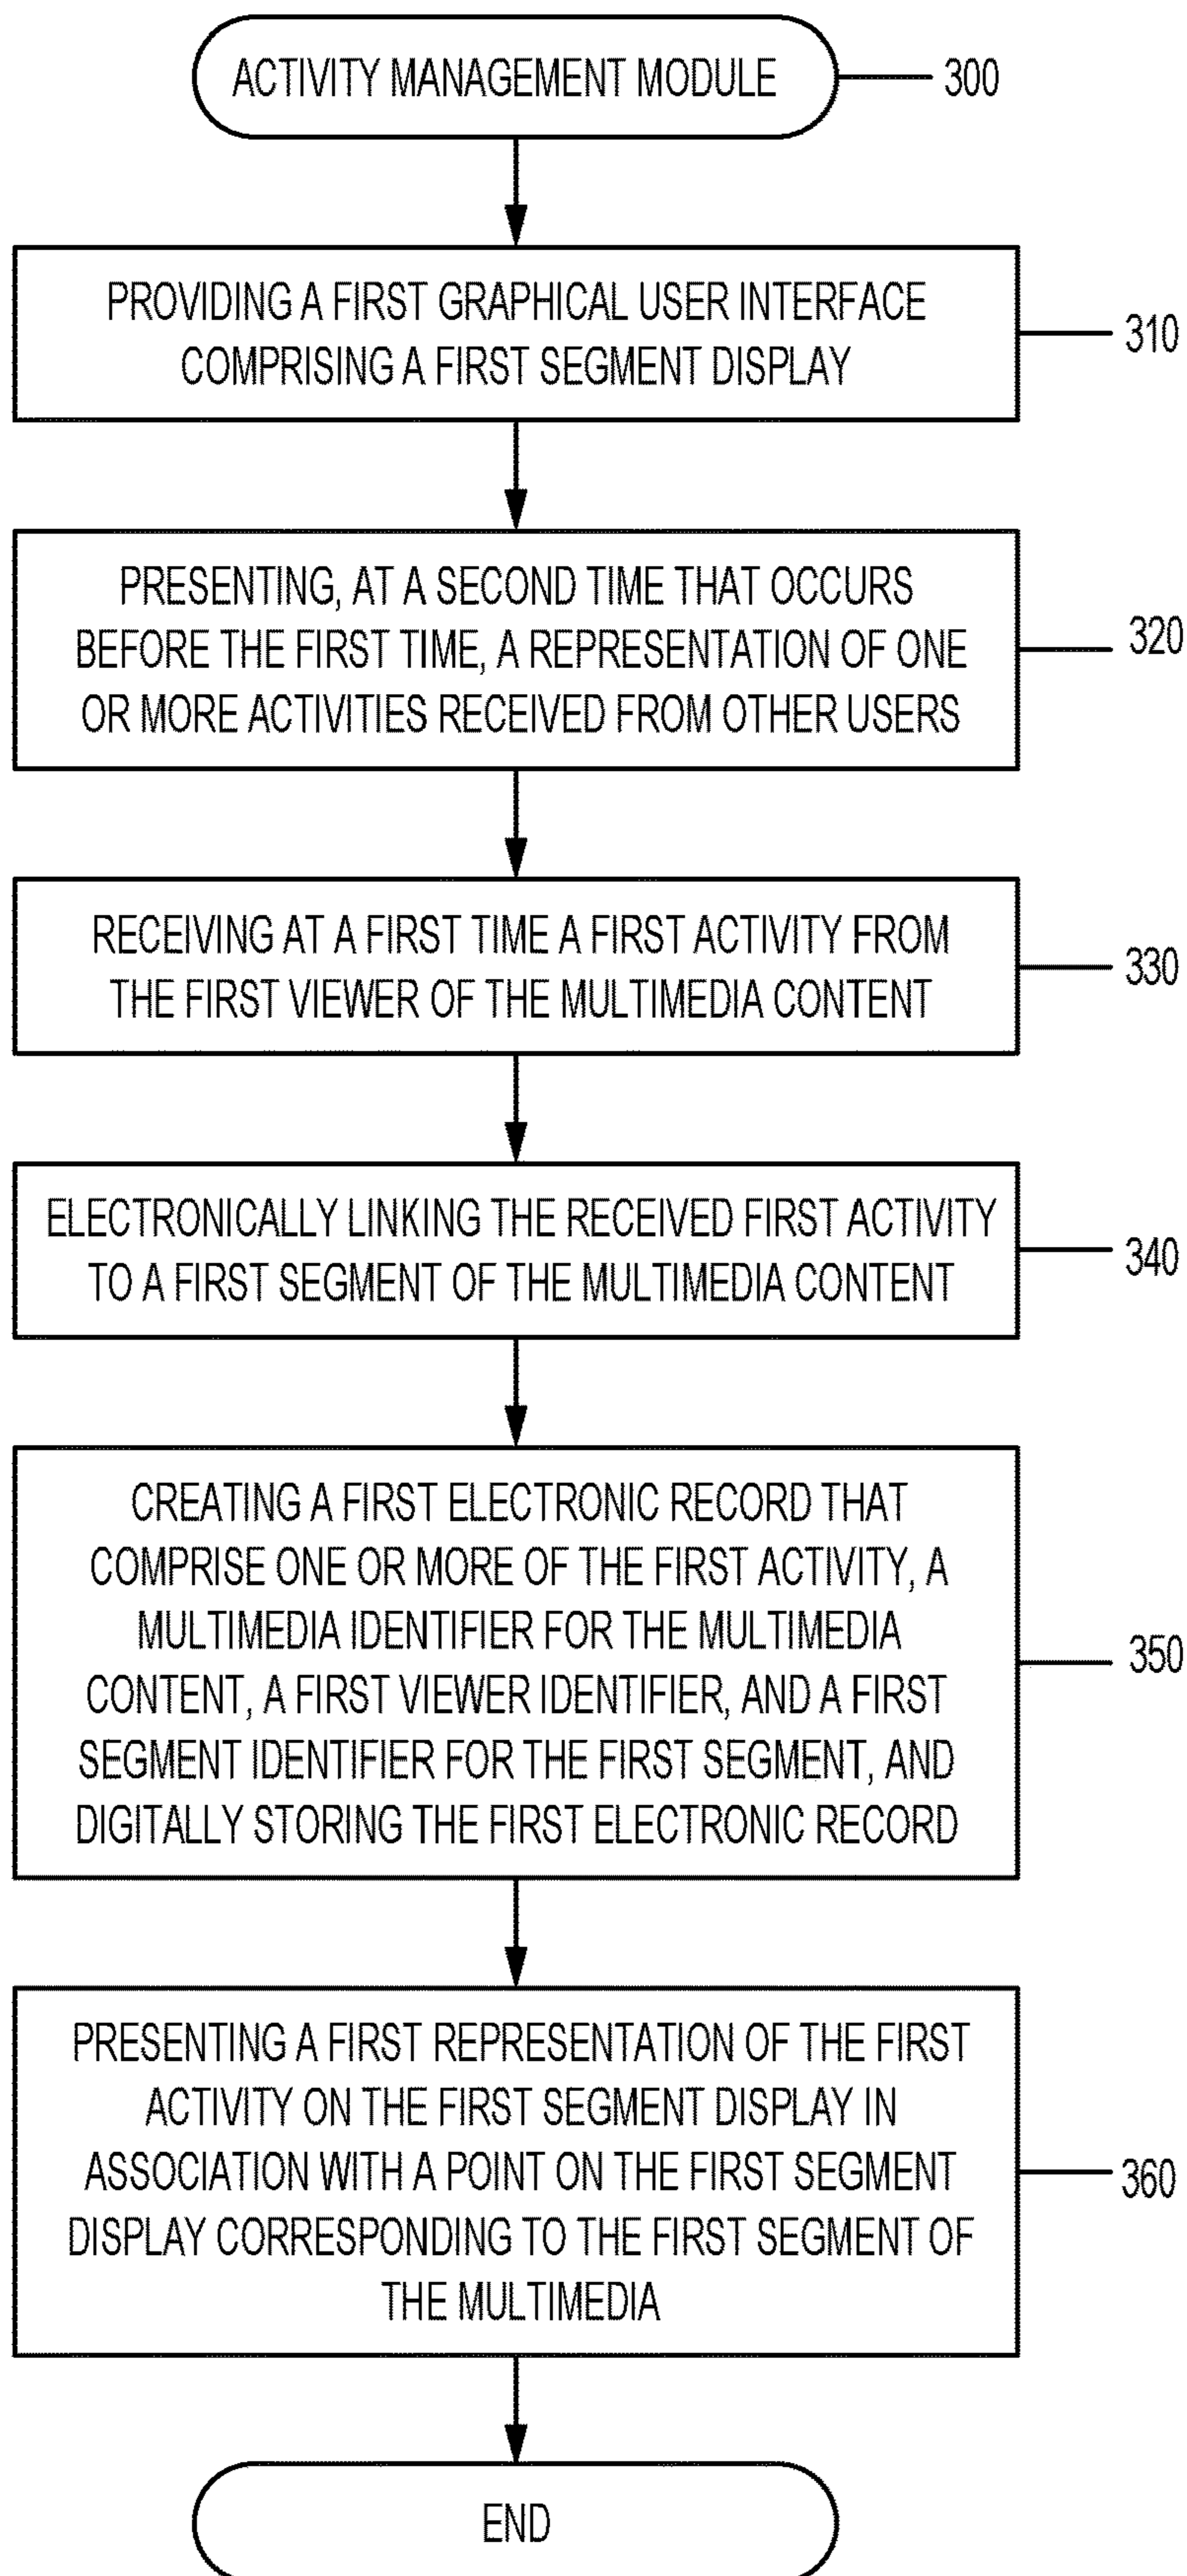 ACTIVITY MANAGEMENT MODULE
300
PROVIDING A FIRST GRAPHICAL USER INTERFACE
COMPRISING A FIRST SEGMENT DISPLAY
310
PRESENTING, AT A SECOND TIME THAT OCCURS
BEFORE THE FIRST TIME, A REPRESENTATION OF ONE
OR MORE ACTIVITIES RECEIVED FROM OTHER USERS
320
RECEIVING AT A FIRST TIME A FIRST ACTIVITY FROM
THE FIRST VIEWER OF THE MULTIMEDIA CONTENT
330
ELECTRONICALLY LINKING THE RECEIVED FIRST ACTIVITY
TO A FIRST SEGMENT OF THE MULTIMEDIA CONTENT
340
CREATING A FIRST ELECTRONIC RECORD THAT
COMPRISE ONE OR MORE OF THE FIRST ACTIVITY, A
MULTIMEDIA IDENTIFIER FOR THE MULTIMEDIA
CONTENT, A FIRST VIEWER IDENTIFIER, AND A FIRST
SEGMENT IDENTIFIER FOR THE FIRST SEGMENT, AND
DIGITALLY STORING THE FIRST ELECTRONIC RECORD
350
PRESENTING A FIRST REPRESENTATION OF THE FIRST
ACTIVITY ON THE FIRST SEGMENT DISPLAY IN
ASSOCIATION WITH A POINT ON THE FIRST SEGMENT
DISPLAY CORRESPONDING TO THE FIRST SEGMENT OF
THE MULTIMEDIA
360
END